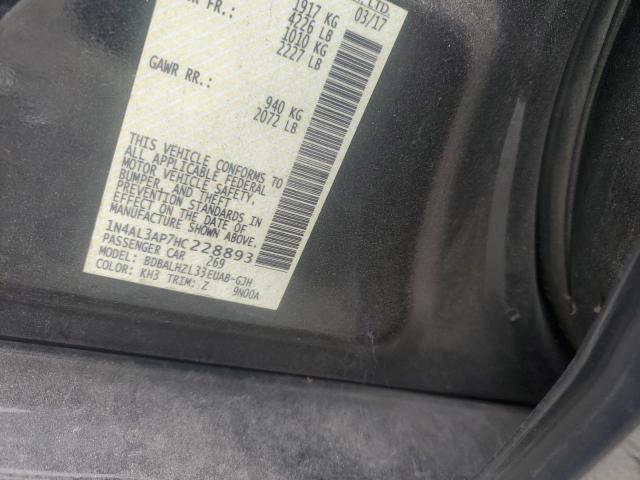 LTD.
03/17
1917 KG
4226 LB
FR.:
1010 KG
2227 LB
GAWR RR.:
940 KG
2072 LB
THIS VEHICLE CONFORMS TO
ALL APPLICABLE FEDERAL
MOTOR VEHICLE SAFETY,
BUMPER, AND THEFT
PREVENTION STANDARDS IN
EFFECT ON THE DATE OF
MANUFACTURE SHOWN ABOVE.
1N4AL3AP7HC228893
PASSENGER CAR 269
MODEL: BDBALHZL33EUAB-GJH
COLOR: KH3 TRIM: Z 9N00A